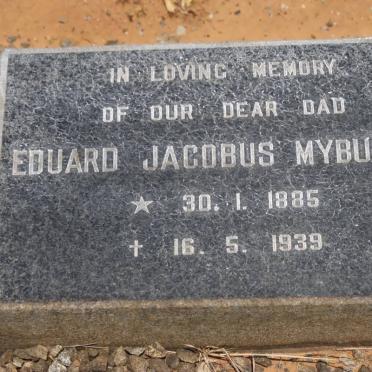 IN LOVING MEMORY
OF OUR DEAR DAD
EDUARD JACOBUS MYBU
★ 30. 1. 1885
✝ 16. 5. 1939